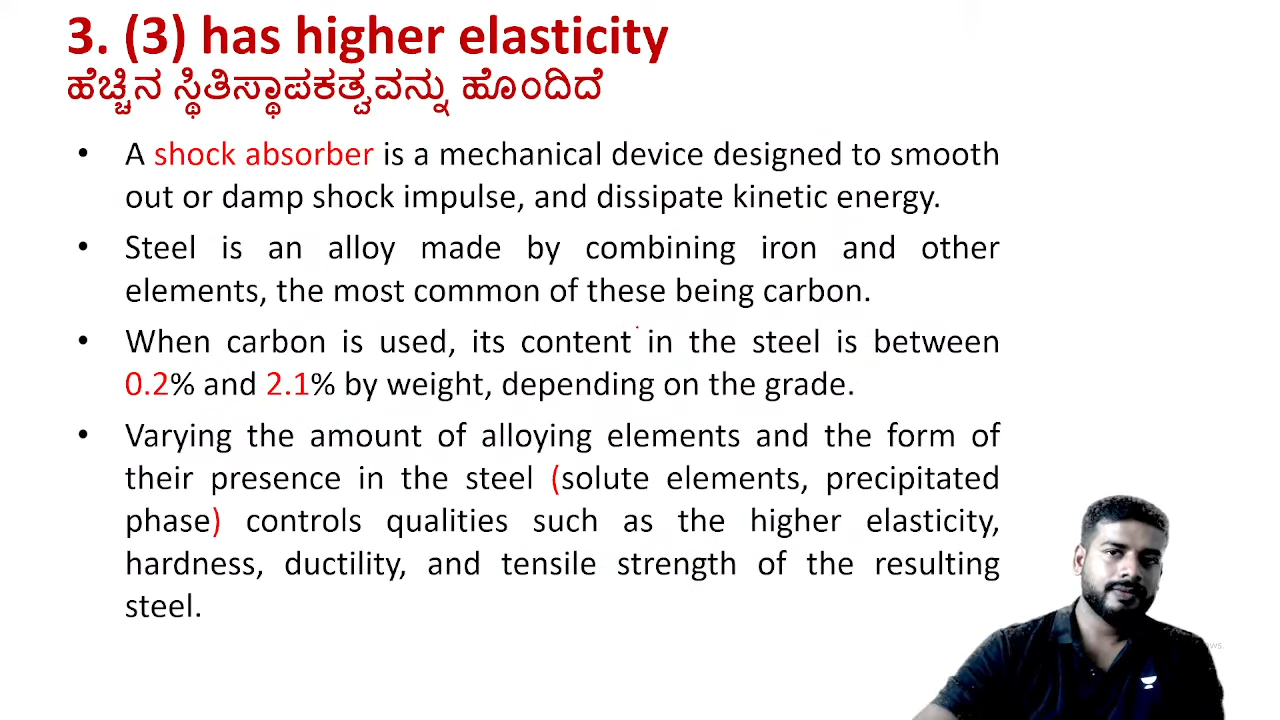 3. (3) has higher elasticity
ಹೆಚ್ಚಿನ ಸ್ಥಿತಿಸ್ಥಾಪಕತ್ವವನ್ನು ಹೊಂದಿದೆ
• A shock absorber is a mechanical device designed to smooth
out or damp shock impulse, and dissipate kinetic energy.
• Steel is an alloy made by combining iron and other
elements, the most common of these being carbon.
• When carbon is used, its content in the steel is between
0.2% and 2.1% by weight, depending on the grade.
• Varying the amount of alloying elements and the form of
their presence in the steel (solute elements, precipitated
phase) controls qualities such as the higher elasticity,
hardness, ductility, and tensile strength of the resulting
steel.